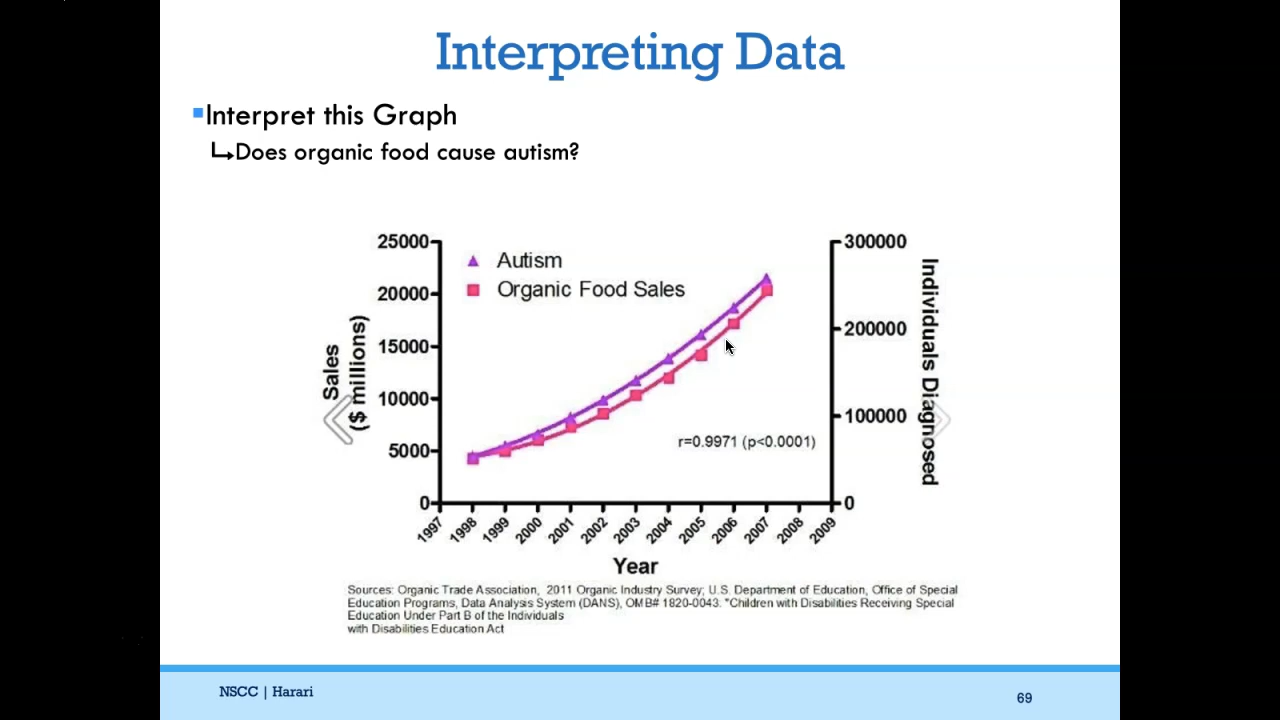 Interpreting Data
Interpret this Graph
Does organic food cause autism?
25000
20000
15000
10000
5000
0
Sales
($ millions)
Autism
Organic Food Sales
r=0.9971 (p<0.0001)
300000
200000
100000
0
Individuals Diagnosed
1997
1998
1999
2000
2001
2002
2003
2004
2005
2006
2007
2008
2009
Year
Sources: Organic Trade Association, 2011 Organic Industry Survey; U.S. Department of Education, Office of Special
Education Programs, Data Analysis System (DANS), OMB# 1820-0043: "Children with Disabilities Receiving Special
Education Under Part B of the Individuals
with Disabilities Education Act
NSCC | Harari
69